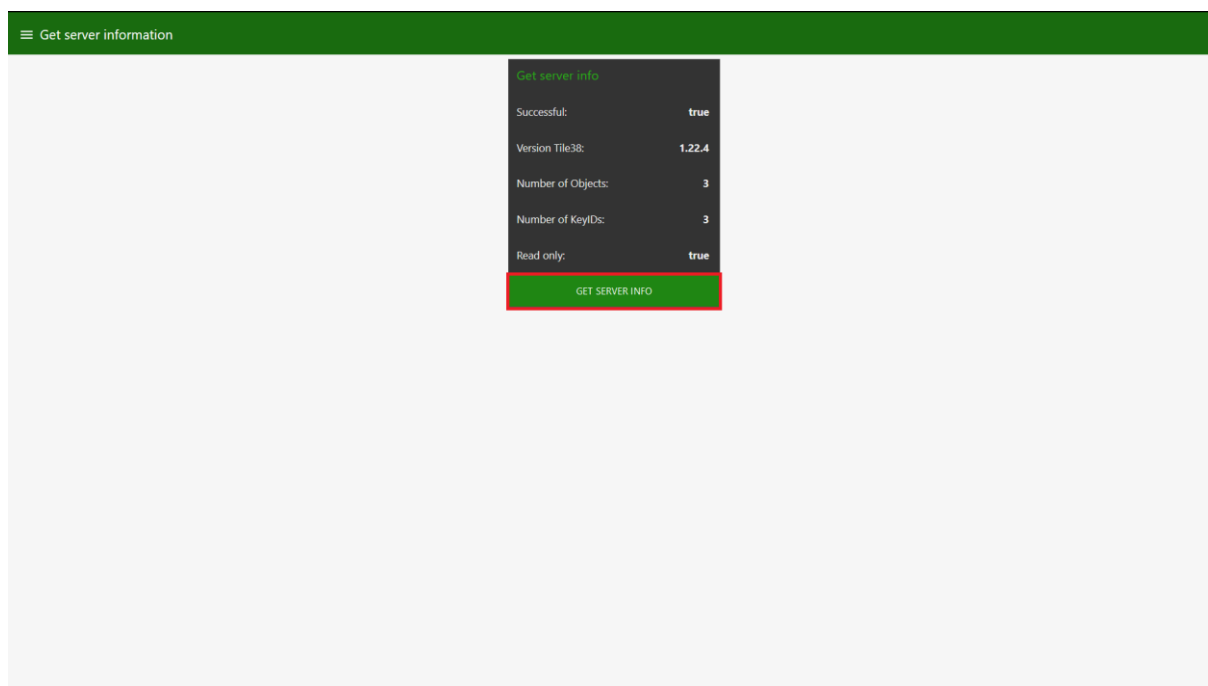 Get server information
Get server info
Successful: true
Version Tile38: 1.22.4
Number of Objects: 3
Number of KeyIDs: 3
Read only: true
GET SERVER INFO